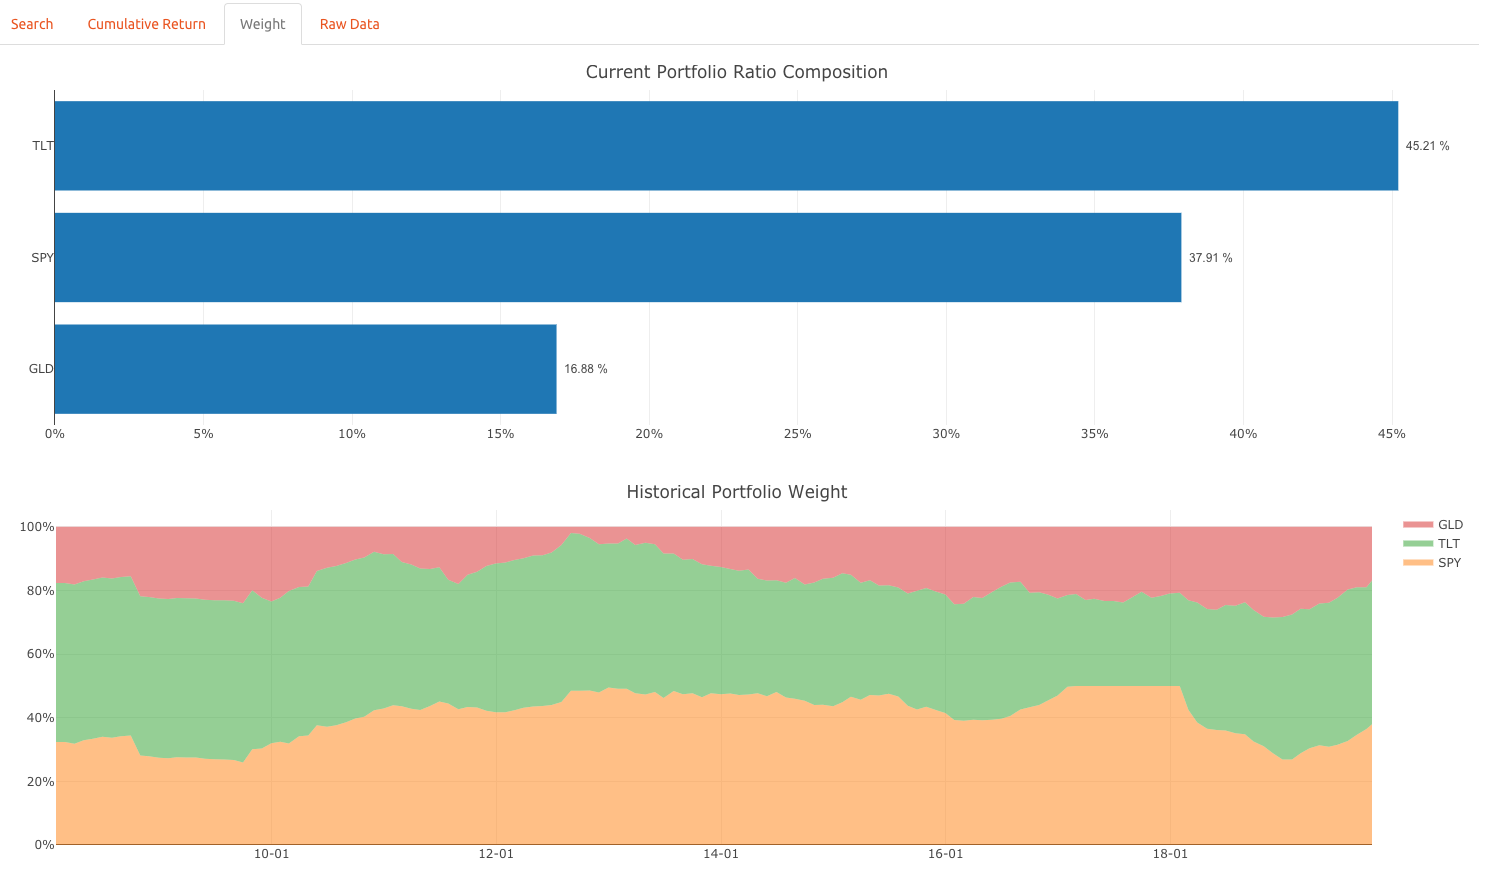 Search Cumulative Return Weight Raw Data
Current Portfolio Ratio Composition
TLT 45.21 %
SPY 37.91 %
GLD 16.88 %
0% 5% 10% 15% 20% 25% 30% 35% 40% 45%
Historical Portfolio Weight
100%
80%
60%
40%
20%
0%
10-01 12-01 14-01 16-01 18-01
GLD
TLT
SPY